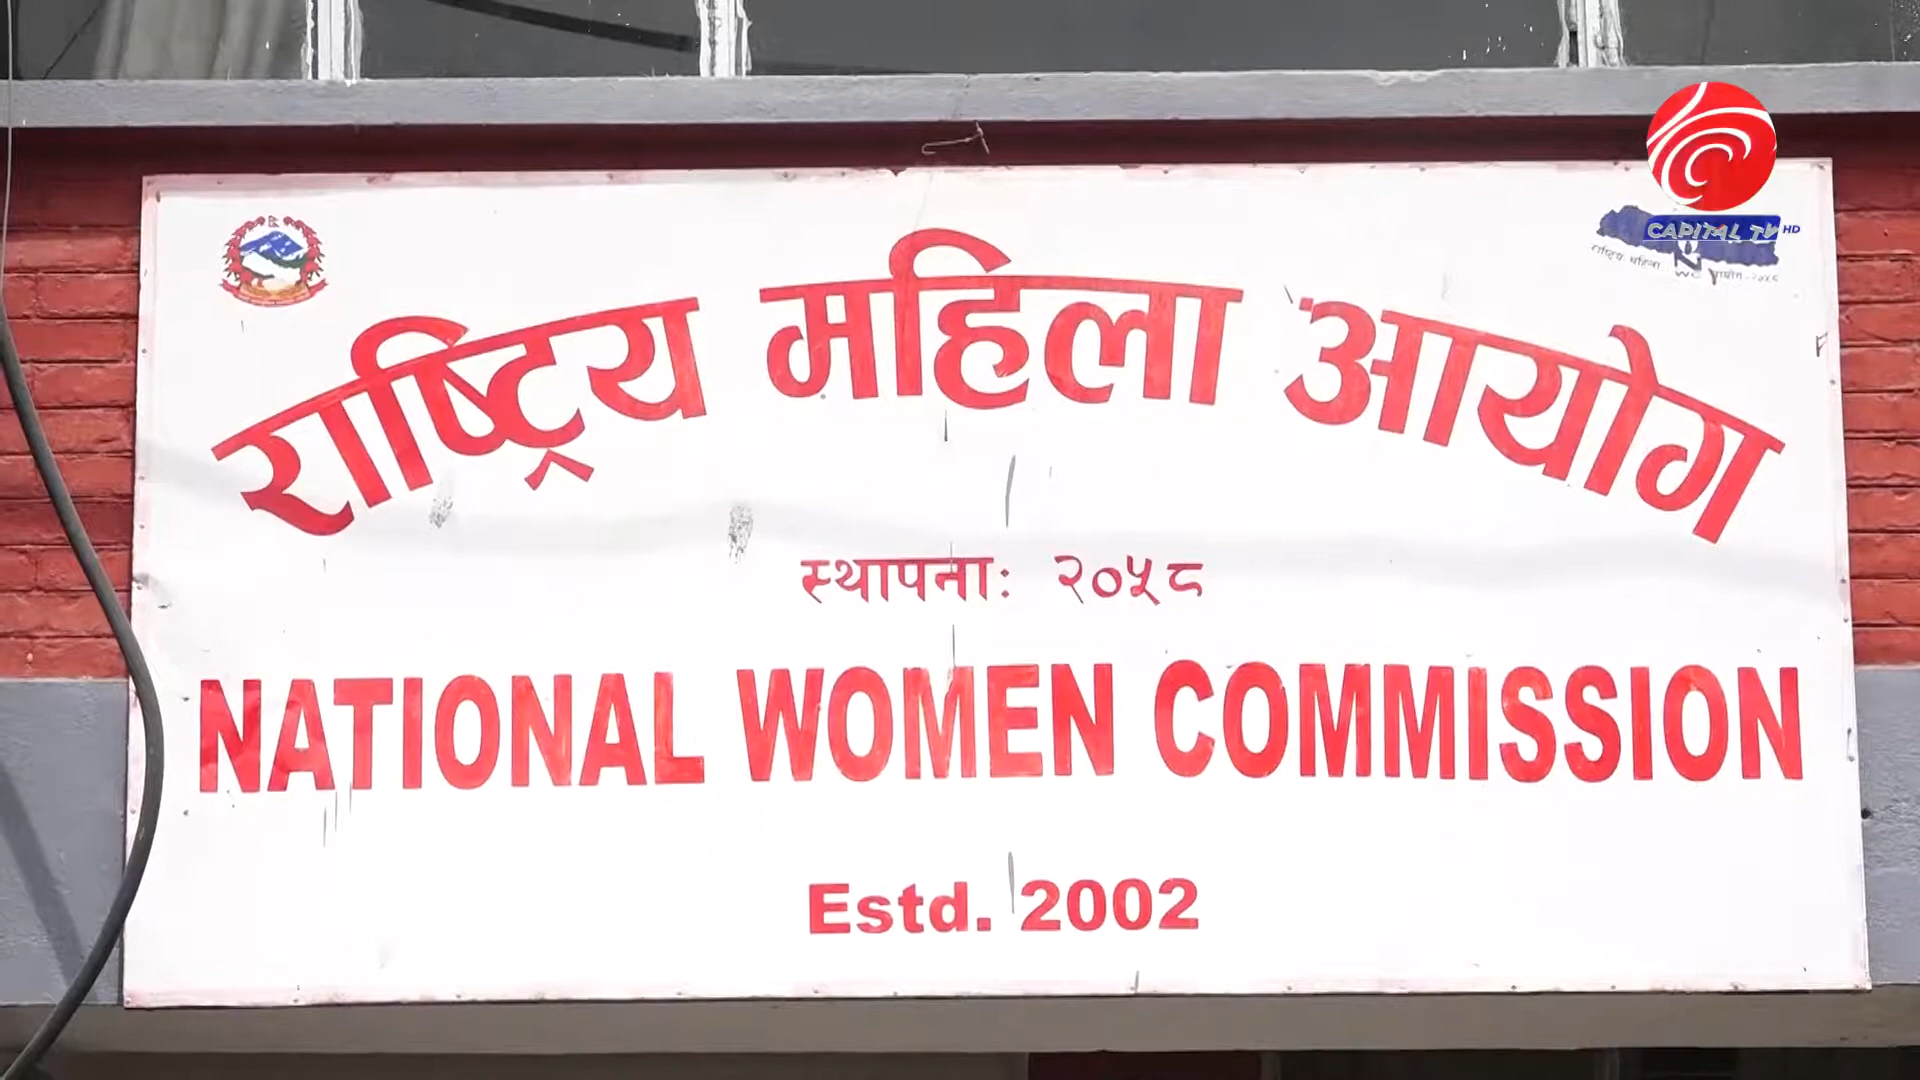 CAPITAL TV HD
राष्ट्रिय महिला आयोग
स्थापनाः २०५८
NATIONAL WOMEN COMMISSION
Estd. 2002